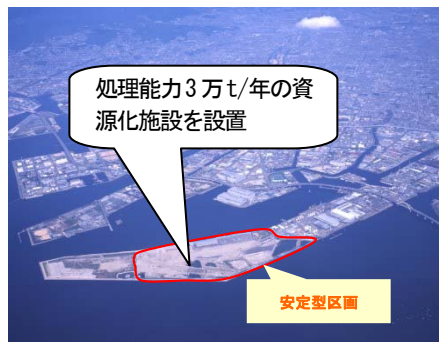 処理能力3万t/年の資
源化施設を設置
安定型区画